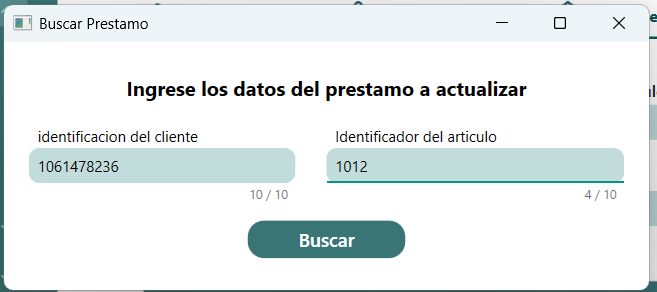 Buscar Prestamo
Ingrese los datos del prestamo a actualizar
identificacion del cliente
Identificador del articulo
1061478236
1012
10 / 10
4 / 10
Buscar